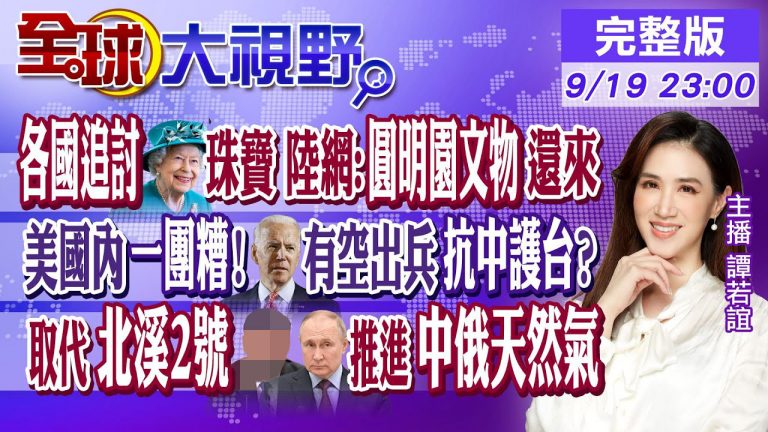 全球大視野
完整版
9/19 23:00
各國追討 珠寶 陸網:圓明園文物 還來
美國內一團糟! 有空出兵 抗中護台?
取代 北溪2號 推進 中俄天然氣
主播 譚若誼